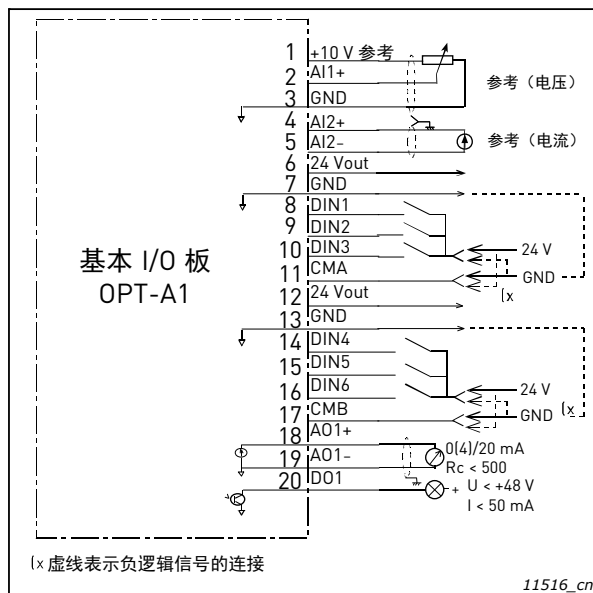 1 +10 V 参考
2 AI1+
3 GND
参考（电压）
4 AI2+
5 AI2-
参考（电流）
6 24 Vout
7 GND
8 DIN1
9 DIN2
10 DIN3
11 CMA
24 V
GND
(x
12 24 Vout
13 GND
14 DIN4
15 DIN5
16 DIN6
17 CMB
24 V
GND
(x
18 AO1+
19 AO1-
0(4)/20 mA
Rc < 500
20 DO1
+ U < +48 V
I < 50 mA
基本 I/O 板
OPT-A1
(x 虚线表示负逻辑信号的连接
11516_cn